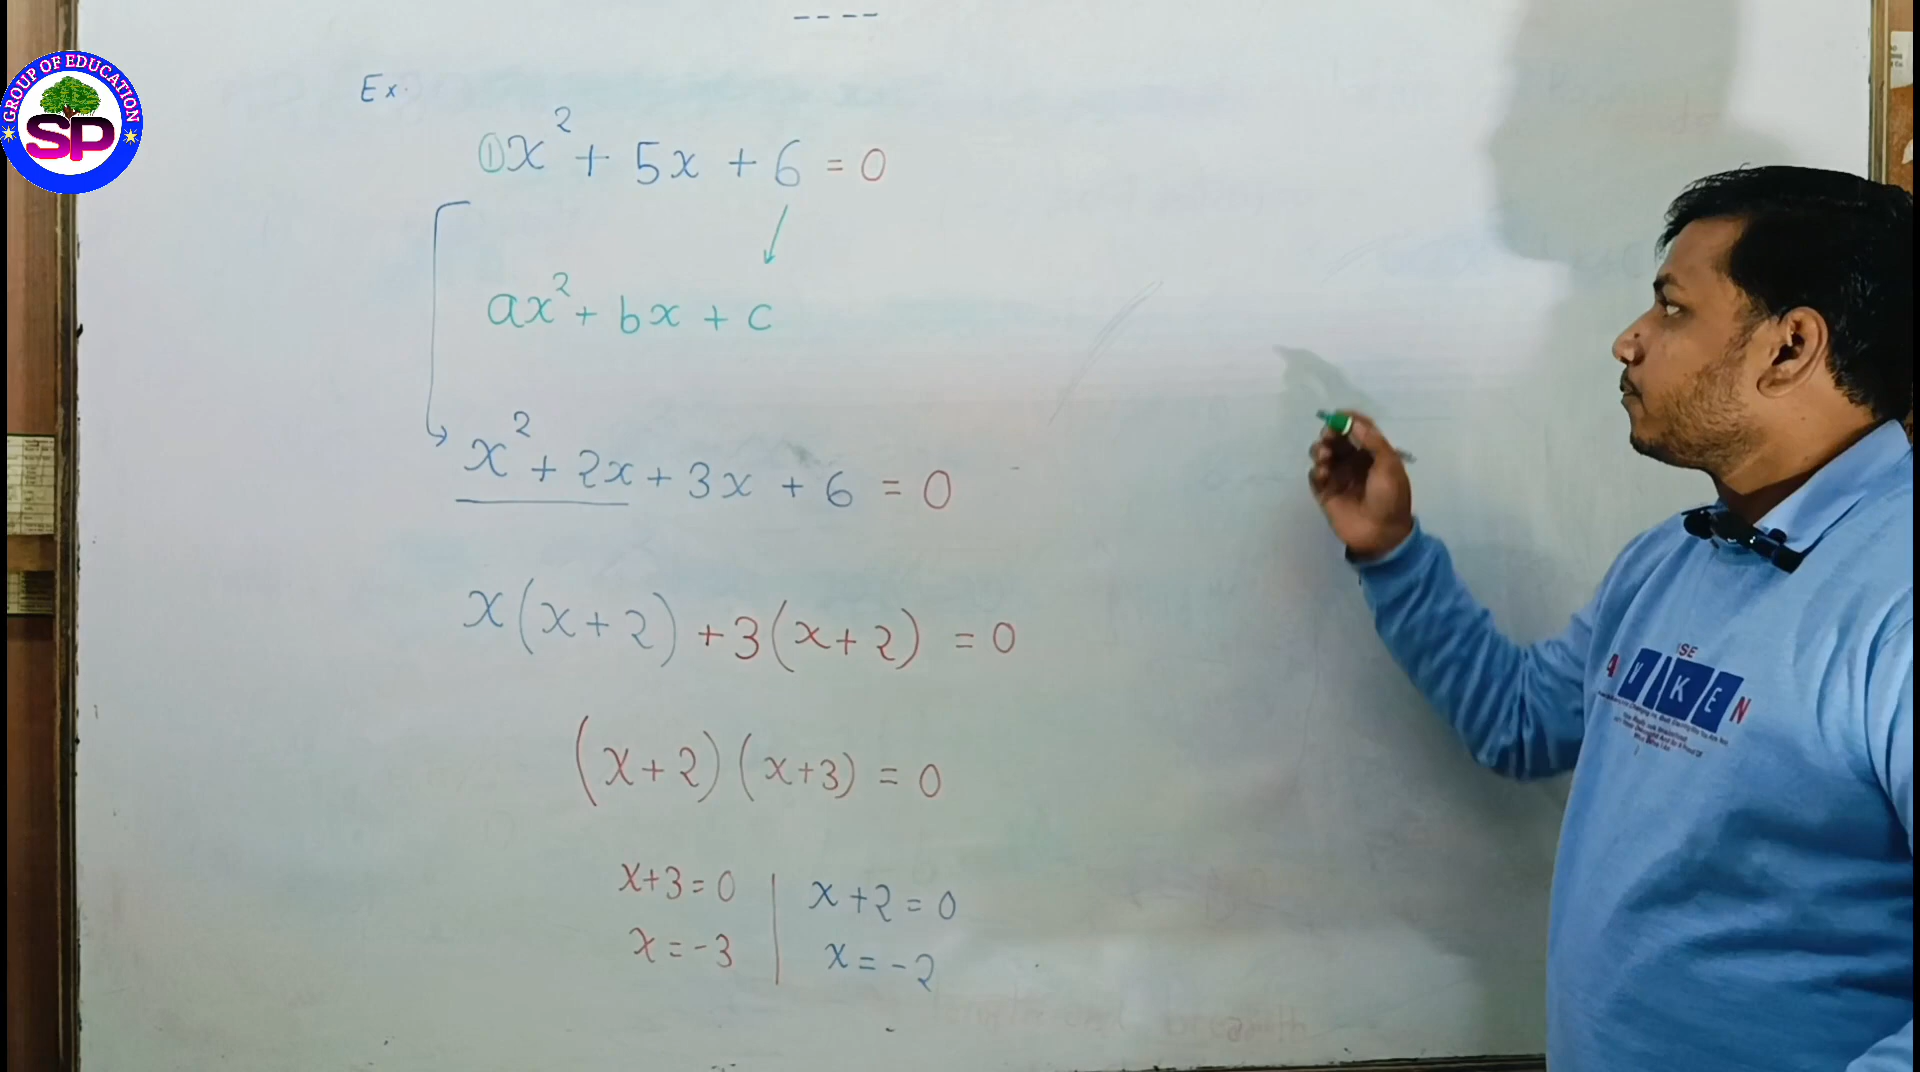 GROUP OF EDUCATION
SP
Ex.
①x² + 5x + 6 = 0
ax² + bx + c
x² + 2x + 3x + 6 = 0
x(x+2) +3(x+2) = 0
(x+2)(x+3) = 0
x+3=0 | x+2=0
x=-3 | x=-2